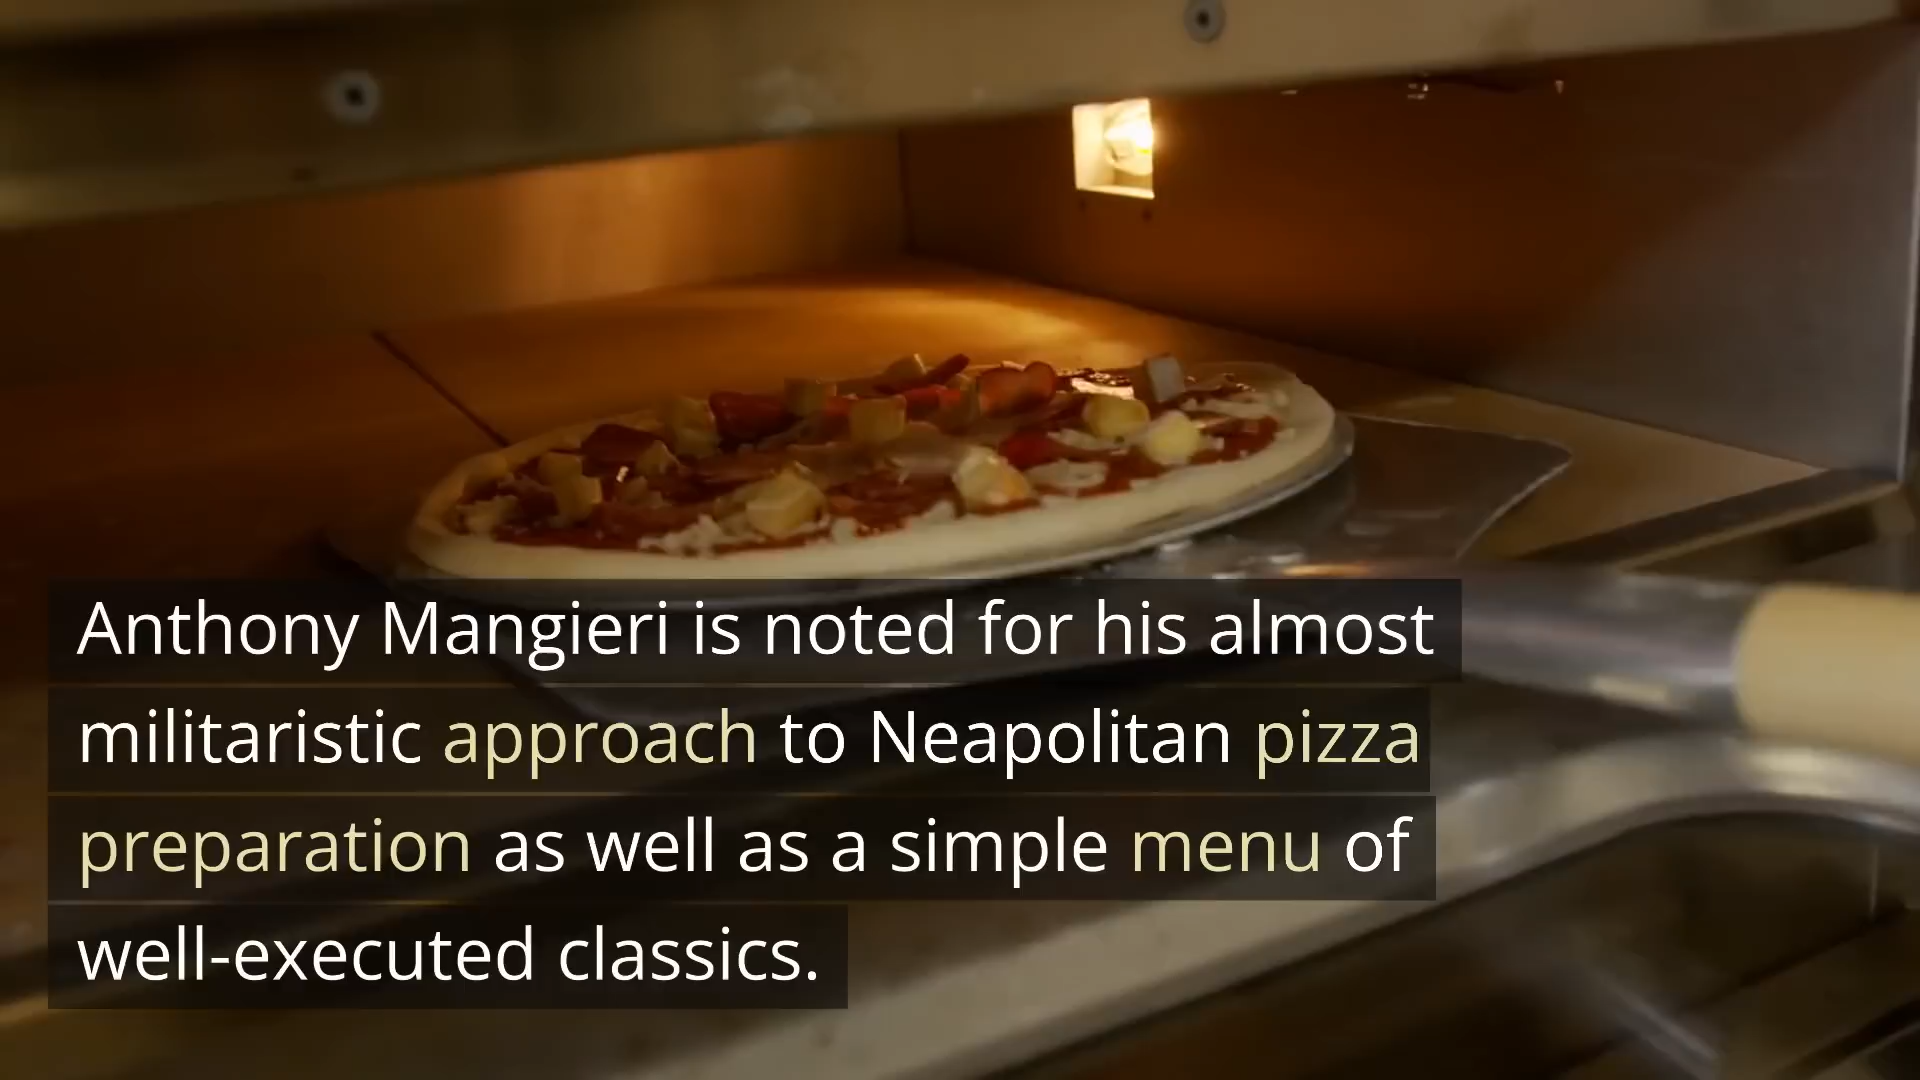 Anthony Mangieri is noted for his almost
militaristic approach to Neapolitan pizza
preparation as well as a simple menu of
well-executed classics.